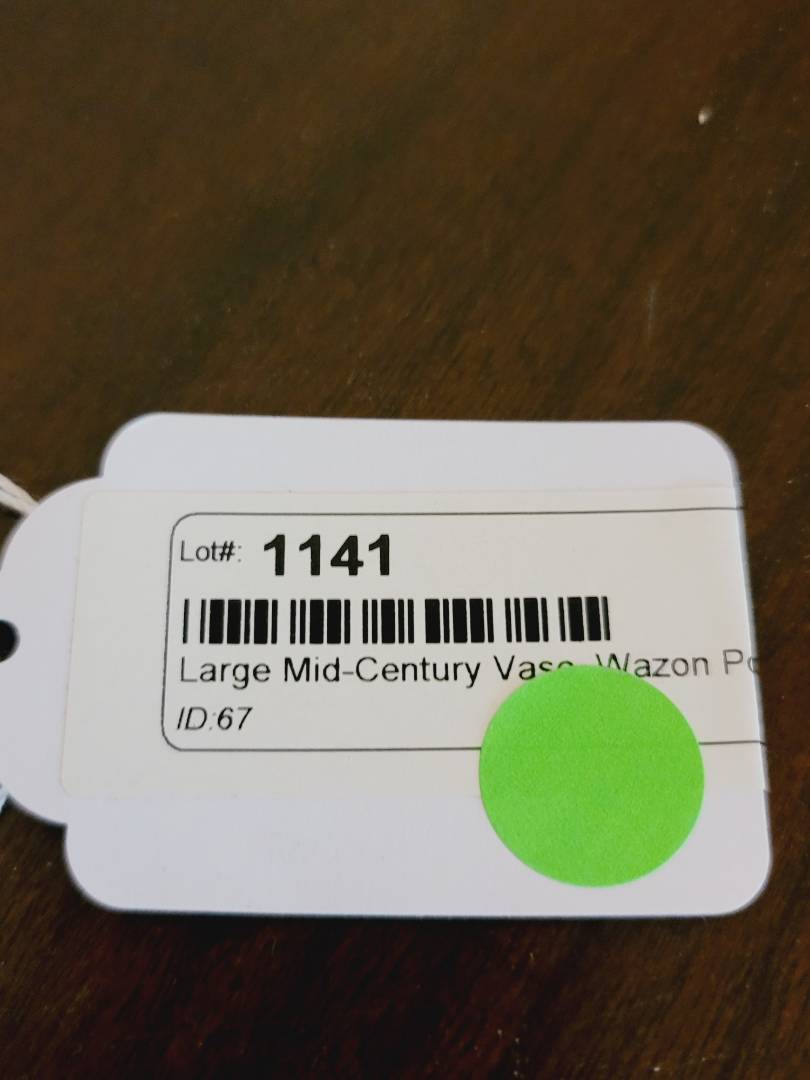 Lot#: 1141
Large Mid-Century Vase, Wazon
ID:67